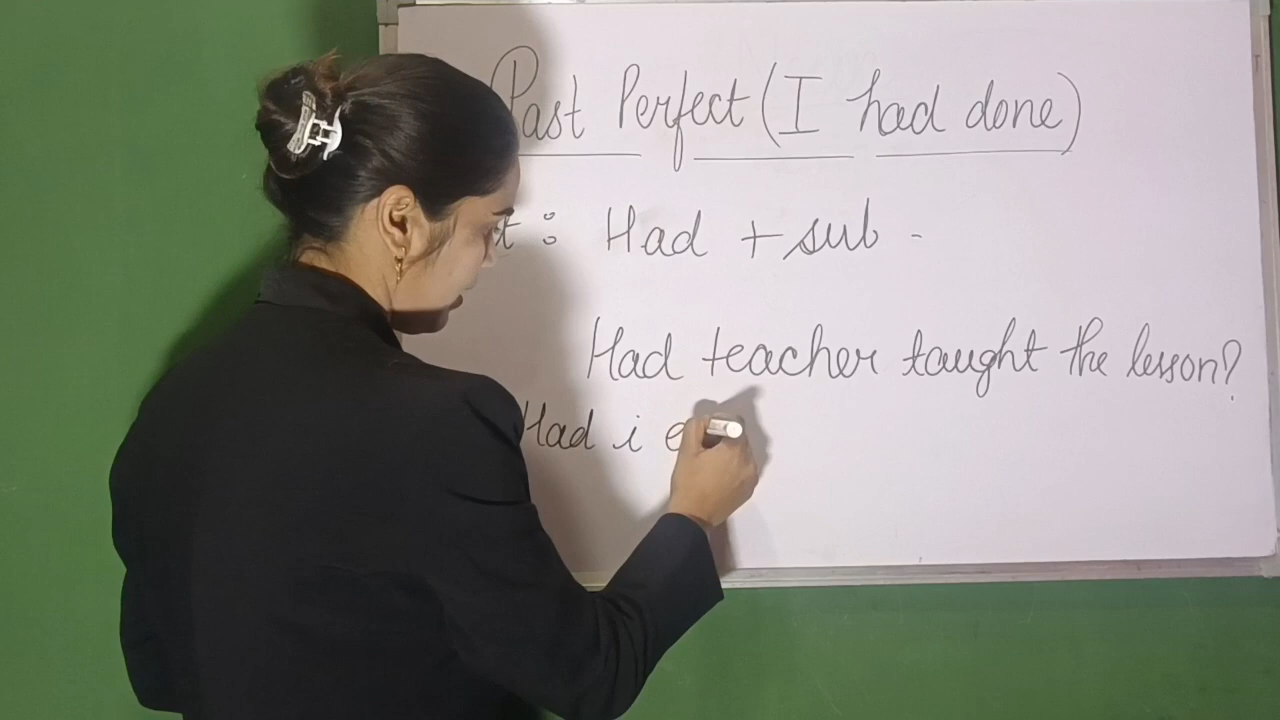 Past Perfect (I had done)
t : Had + sub -
Had teacher taught the lesson?
Had i e